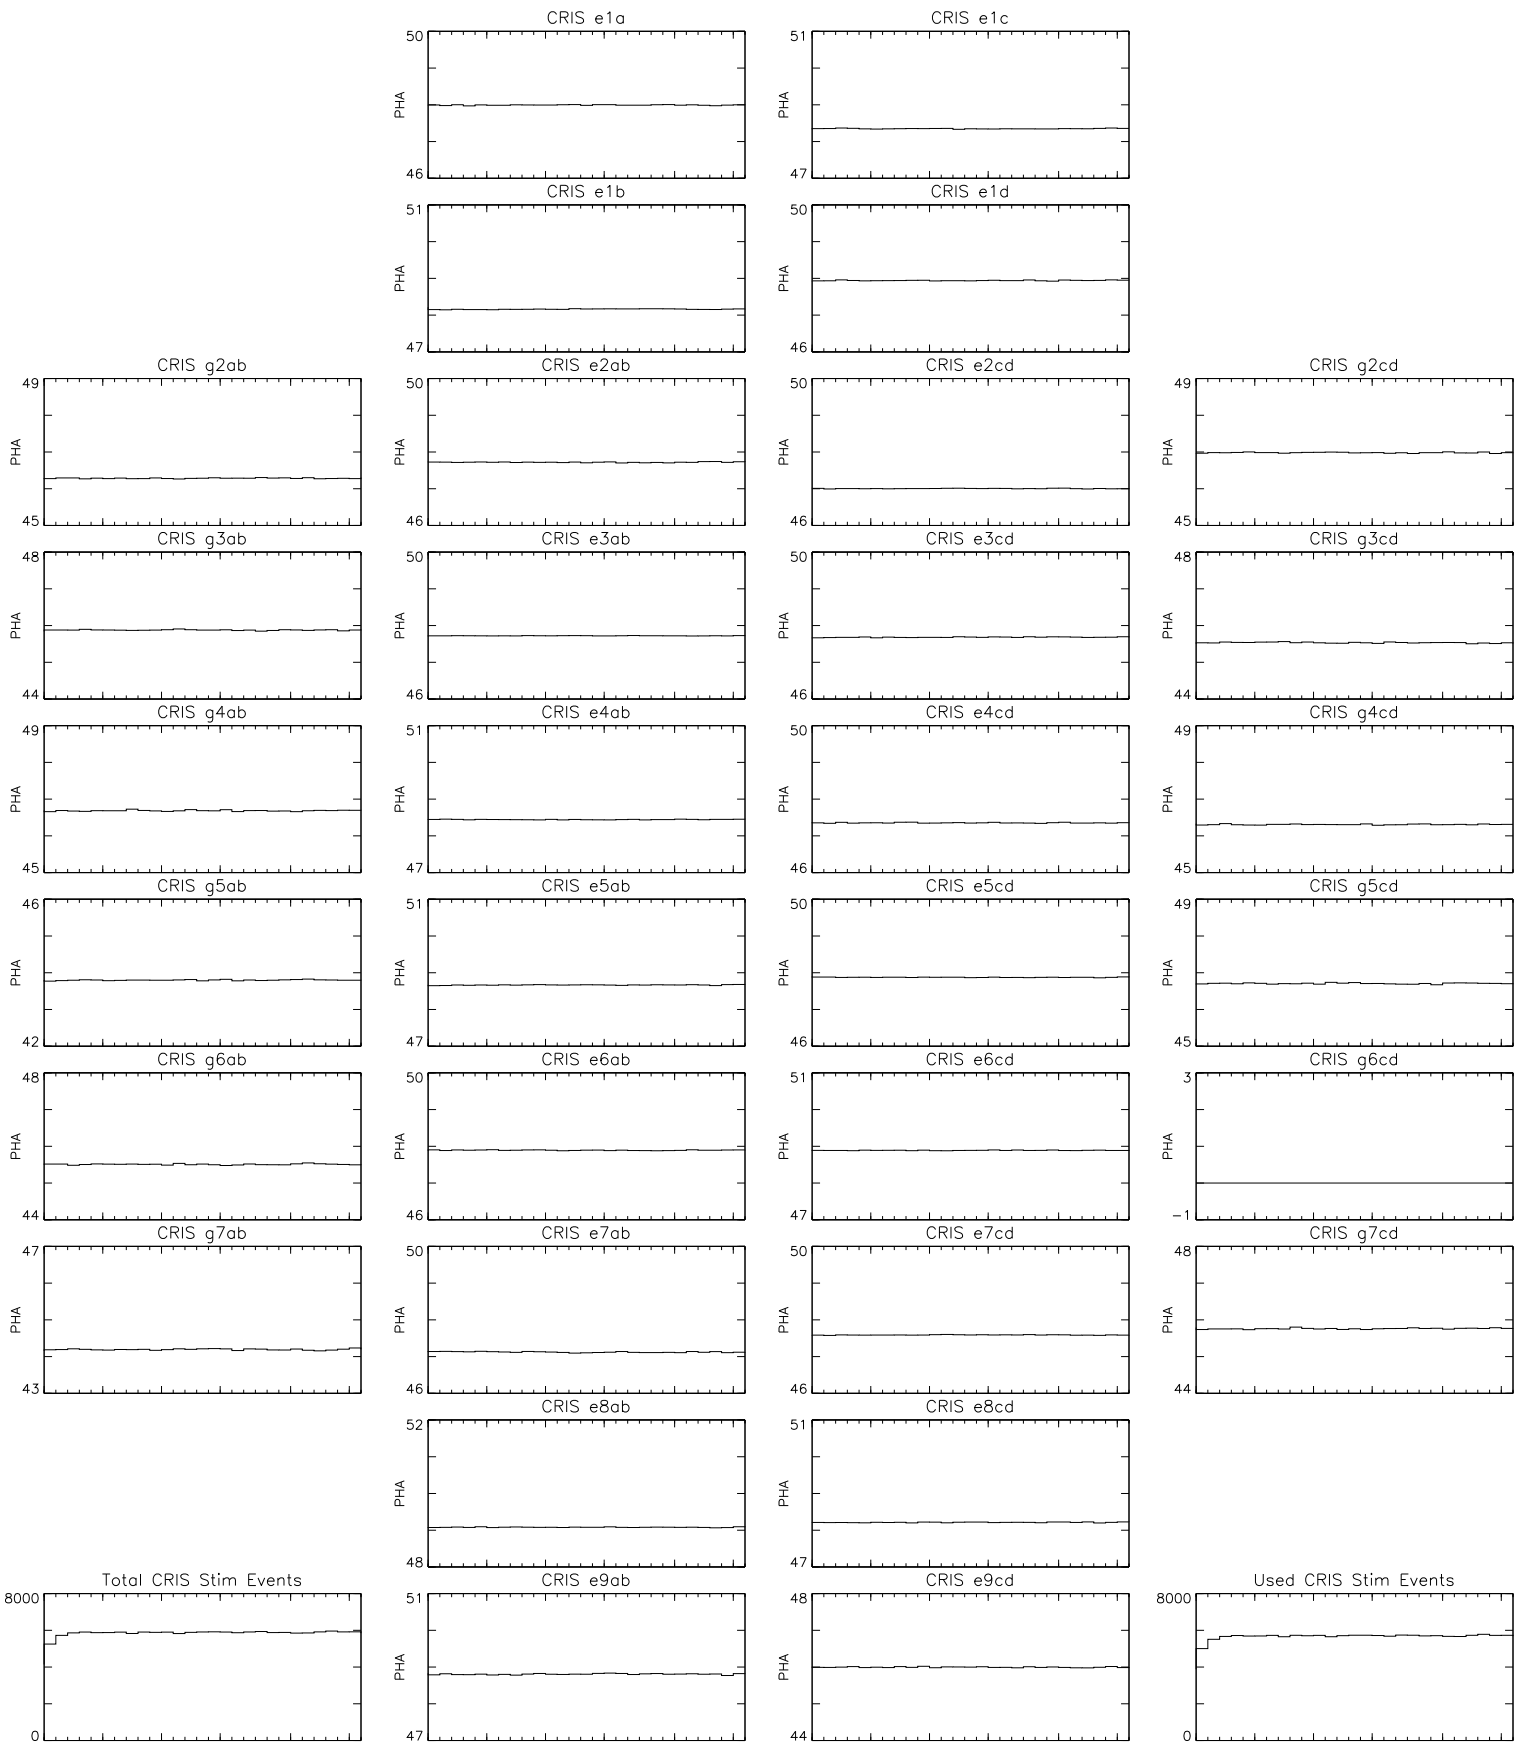 CRIS e1a
CRIS e1c
50
PHA
46
51
PHA
47
CRIS e1b
CRIS e1d
51
PHA
47
50
PHA
46
CRIS g2ab
CRIS e2ab
CRIS e2cd
CRIS g2cd
49
PHA
45
50
PHA
46
50
PHA
46
49
PHA
45
CRIS g3ab
CRIS e3ab
CRIS e3cd
CRIS g3cd
48
PHA
44
50
PHA
46
50
PHA
46
48
PHA
44
CRIS g4ab
CRIS e4ab
CRIS e4cd
CRIS g4cd
49
PHA
45
51
PHA
47
50
PHA
46
49
PHA
45
CRIS g5ab
CRIS e5ab
CRIS e5cd
CRIS g5cd
46
PHA
42
51
PHA
47
50
PHA
46
49
PHA
45
CRIS g6ab
CRIS e6ab
CRIS e6cd
CRIS g6cd
48
PHA
44
50
PHA
46
51
PHA
47
3
PHA
-1
CRIS g7ab
CRIS e7ab
CRIS e7cd
CRIS g7cd
47
PHA
43
50
PHA
46
50
PHA
46
48
PHA
44
CRIS e8ab
CRIS e8cd
52
PHA
48
51
PHA
47
Total CRIS Stim Events
CRIS e9ab
CRIS e9cd
Used CRIS Stim Events
8000
0
51
PHA
47
48
PHA
44
8000
0